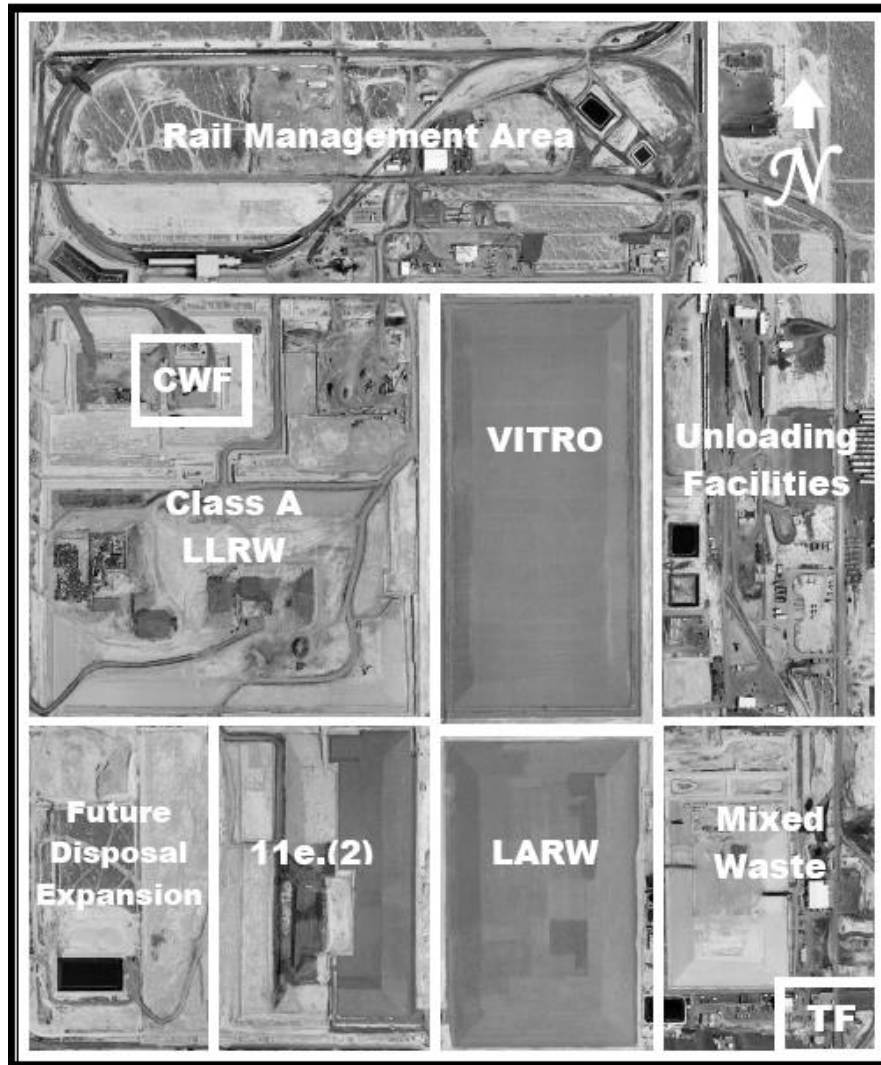 Rail Management Area
N
CWF
Class A
LLRW
VITRO
Unloading
Facilities
Future
Disposal
Expansion
11e.(2)
LARW
Mixed
Waste
TF